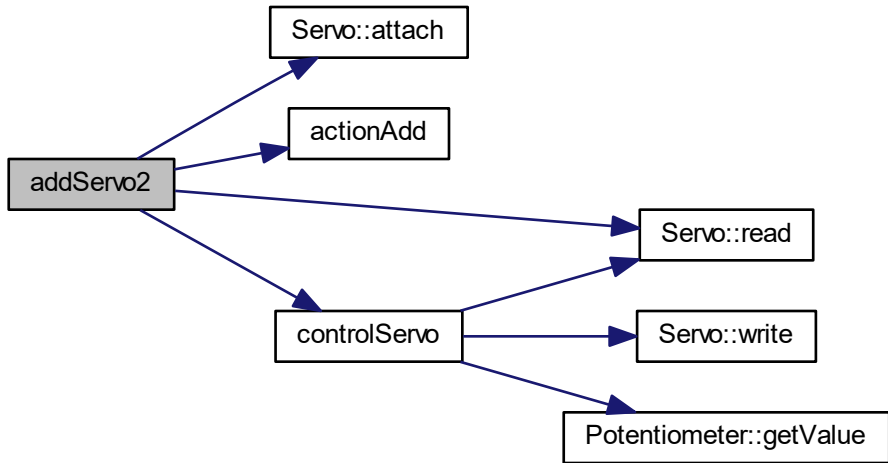 Servo::attach
actionAdd
addServo2
Servo::read
controlServo
Servo::write
Potentiometer::getValue